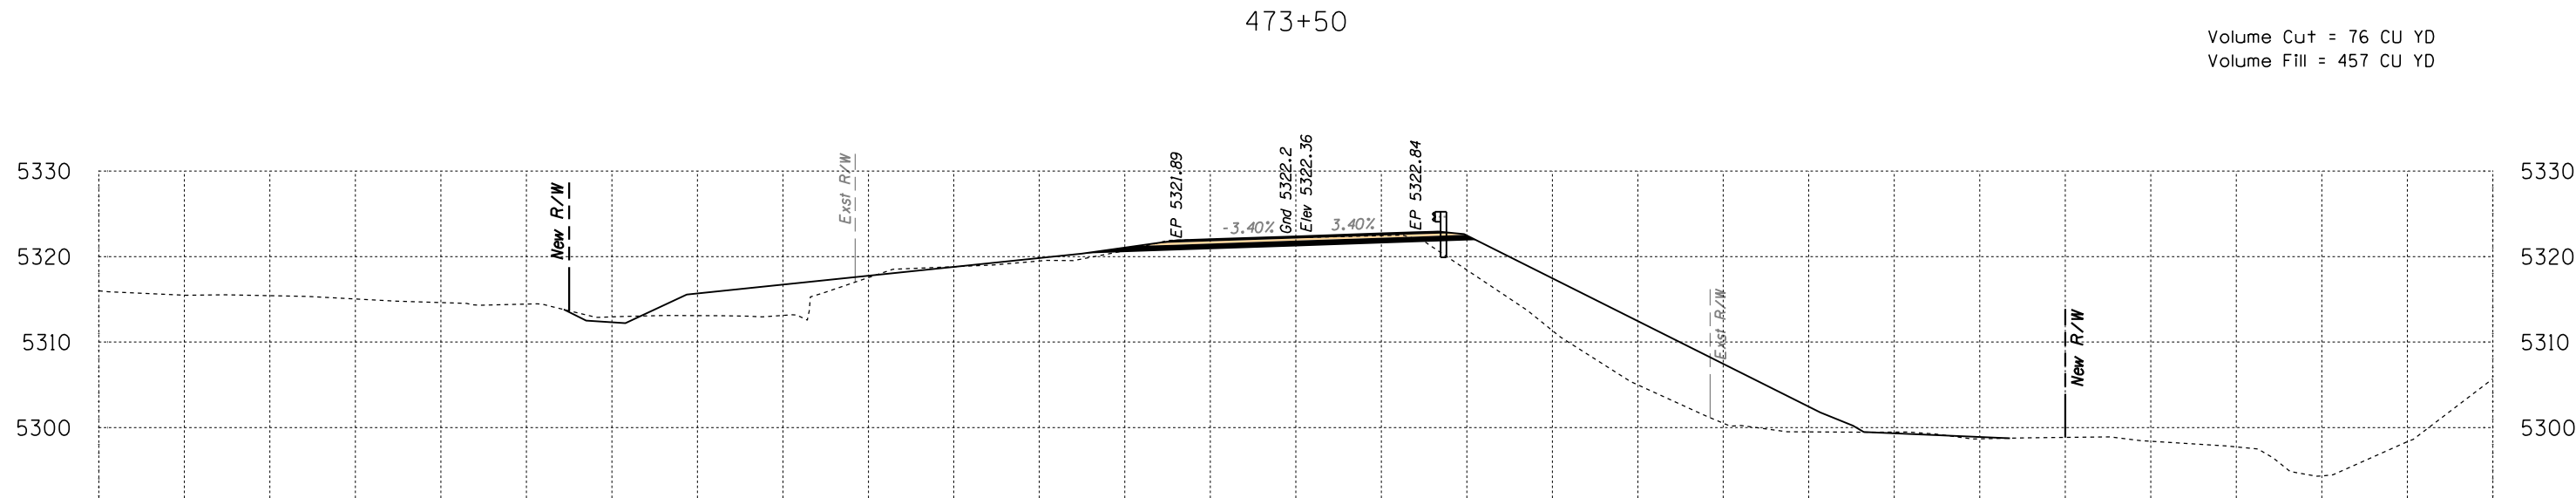 473+50
Volume Cut = 76 CU YD
Volume Fill = 457 CU YD
5330
New R/W
Exst R/W
EP 5321.89
-3.40%
Gnd 5322.2
Elev 5322.36
3.40%
EP 5322.84
5330
5320
5320
5310
Exst R/W
New R/W
5310
5300
5300